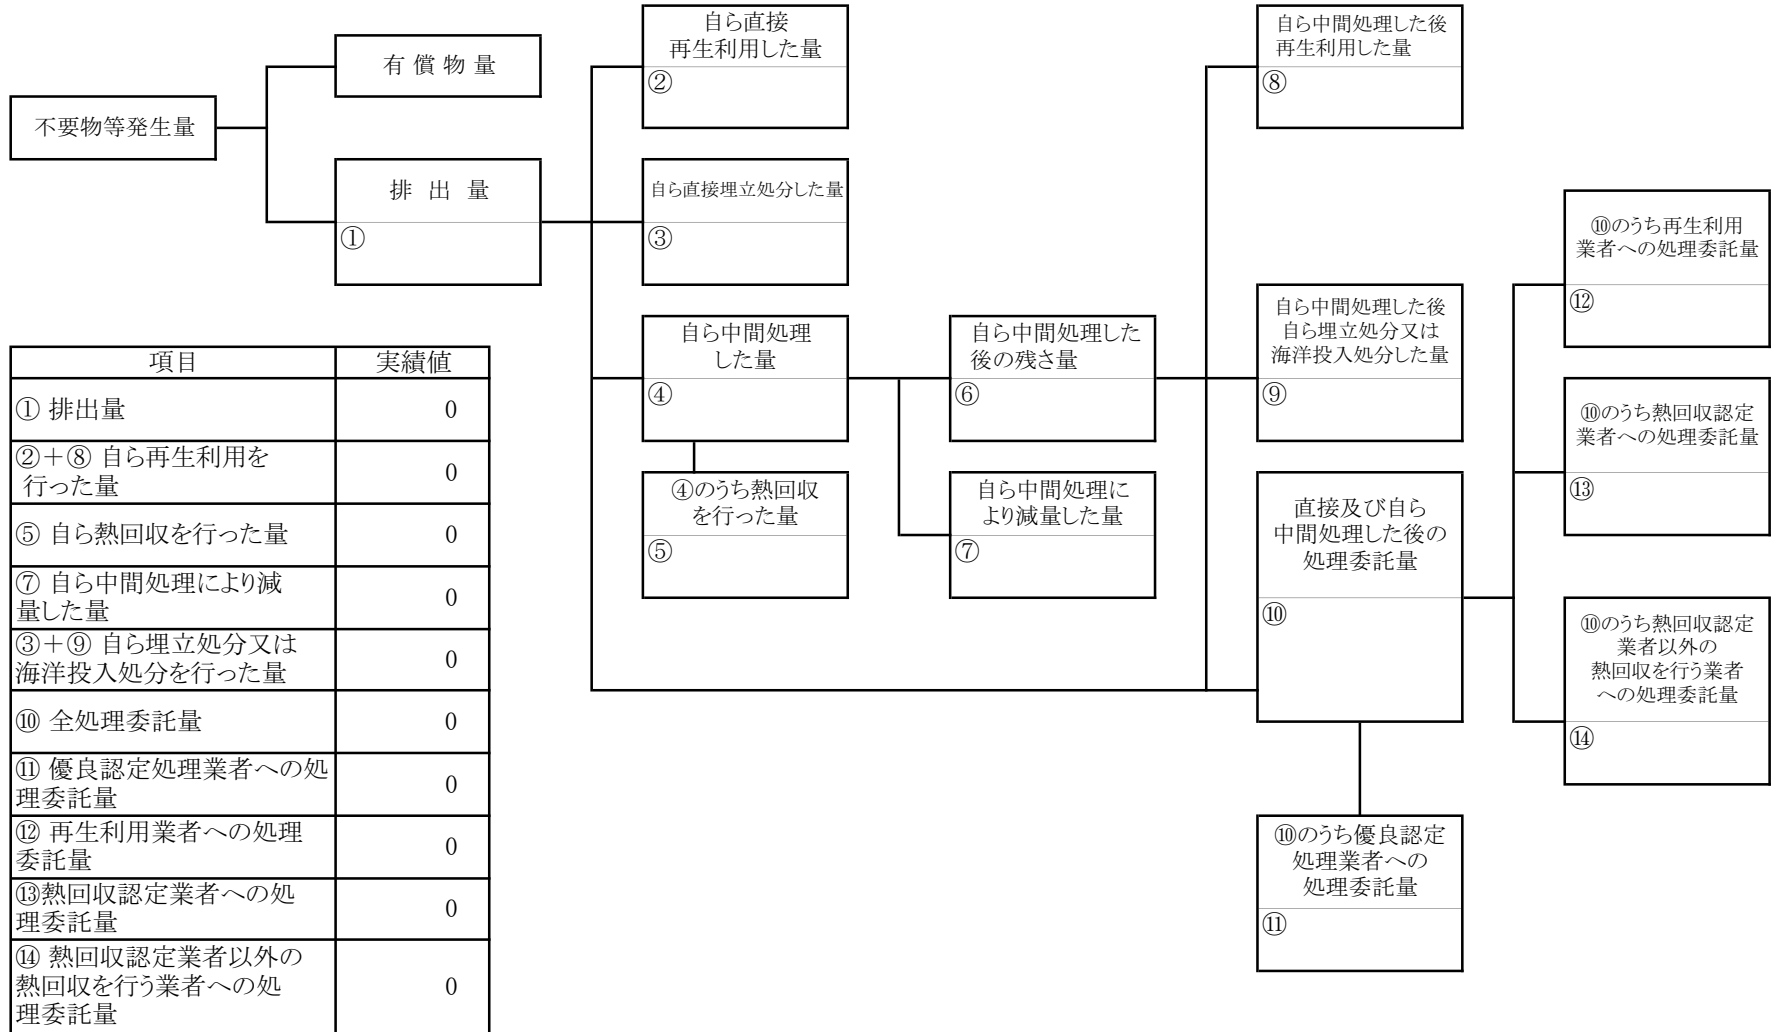 不要物等発生量
有償物量
排出量
①
自ら直接
再生利用した量
②
自ら直接埋立処分した量
③
自ら中間処理
した量
④
④のうち熱回収
を行った量
⑤
自ら中間処理した
後の残さ量
⑥
自ら中間処理に
より減量した量
⑦
自ら中間処理した後
再生利用した量
⑧
自ら中間処理した後
自ら埋立処分又は
海洋投入処分した量
⑨
直接及び自ら
中間処理した後の
処理委託量
⑩
⑩のうち優良認定
処理業者への
処理委託量
⑪
⑩のうち再生利用
業者への処理委託量
⑫
⑩のうち熱回収認定
業者への処理委託量
⑬
⑩のうち熱回収認定
業者以外の
熱回収を行う業者
への処理委託量
⑭
項目 実績値
① 排出量 0
②+⑧ 自ら再生利用を
行った量 0
⑤ 自ら熱回収を行った量 0
⑦ 自ら中間処理により減
量した量 0
③+⑨ 自ら埋立処分又は
海洋投入処分を行った量 0
⑩ 全処理委託量 0
⑪ 優良認定処理業者への処
理委託量 0
⑫ 再生利用業者への処理
委託量 0
⑬熱回収認定業者への処
理委託量 0
⑭ 熱回収認定業者以外の
熱回収を行う業者への処
理委託量 0